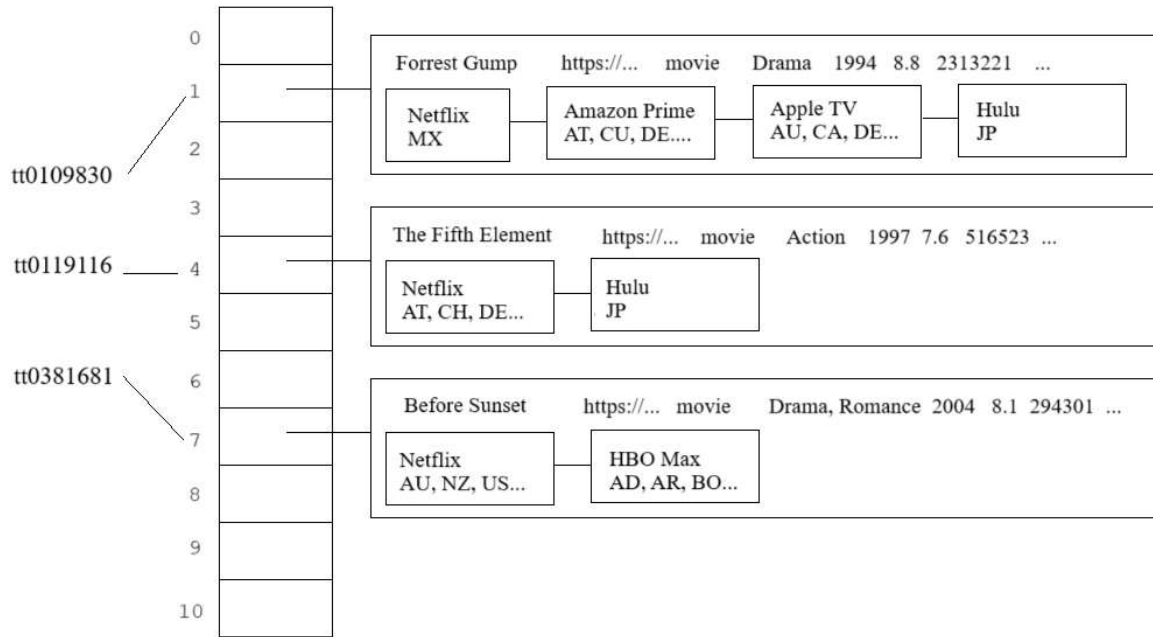 0
1
2
3
4
5
6
7
8
9
10
tt0109830
tt0119116
tt0381681
Forrest Gump https://... movie Drama 1994 8.8 2313221 ...
Netflix
MX
Amazon Prime
AT, CU, DE....
Apple TV
AU, CA, DE...
Hulu
JP
The Fifth Element https://... movie Action 1997 7.6 516523 ...
Netflix
AT, CH, DE...
Hulu
JP
Before Sunset https://... movie Drama, Romance 2004 8.1 294301 ...
Netflix
AU, NZ, US...
HBO Max
AD, AR, BO...